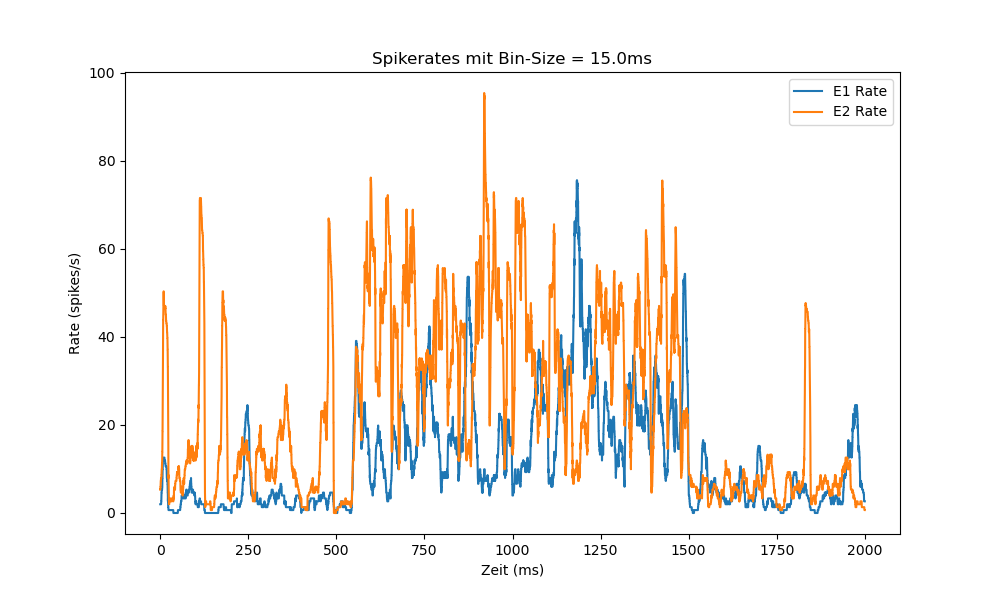 Spikerates mit Bin-Size = 15.0ms
E1 Rate
E2 Rate
100
80
60
40
20
0
Rate (spikes/s)
0 250 500 750 1000 1250 1500 1750 2000
Zeit (ms)